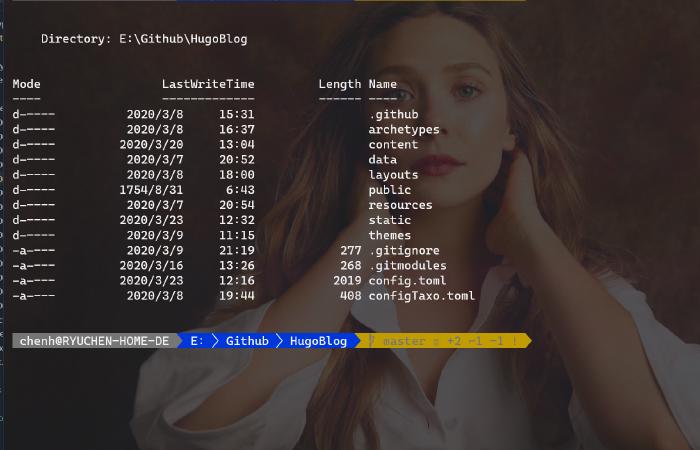 Directory: E:\Github\HugoBlog
Mode LastWriteTime Length Name
---- ------------- ------ ----
d----- 2020/3/8 15:31 .github
d----- 2020/3/8 16:37 archetypes
d----- 2020/3/20 13:04 content
d----- 2020/3/7 20:52 data
d----- 2020/3/8 18:00 layouts
d----- 1754/8/31 6:43 public
d----- 2020/3/7 20:54 resources
d----- 2020/3/23 12:32 static
d----- 2020/3/9 11:15 themes
-a---- 2020/3/9 21:19 277 .gitignore
-a---- 2020/3/16 13:26 268 .gitmodules
-a---- 2020/3/23 12:16 2019 config.toml
-a---- 2020/3/8 19:44 408 configTaxo.toml
chenh@RYUCHEN-HOME-DE E: Github HugoBlog master +2 ~1 -1 !